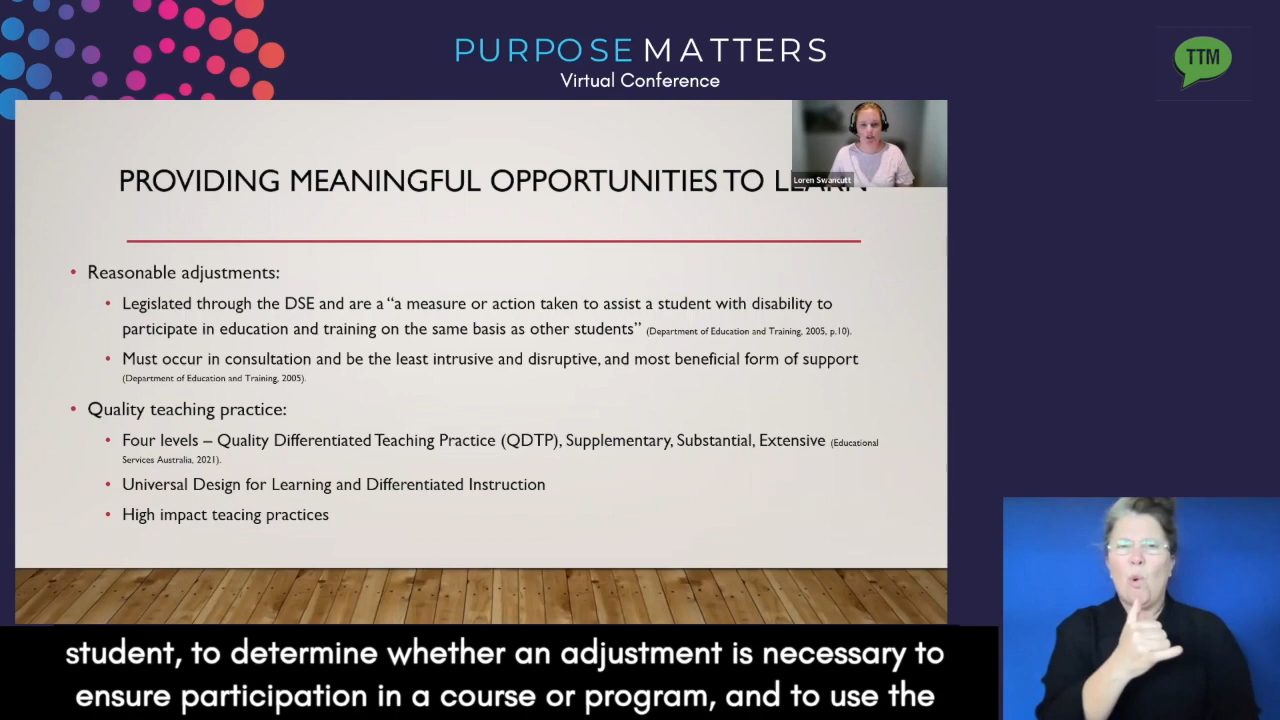 PURPOSE MATTERS
Virtual Conference
TTM
PROVIDING MEANINGFUL OPPORTUNITIES TO LEARN
Loren Swancutt
• Reasonable adjustments:
• Legislated through the DSE and are a “a measure or action taken to assist a student with disability to
participate in education and training on the same basis as other students” (Department of Education and Training, 2005, p.10).
• Must occur in consultation and be the least intrusive and disruptive, and most beneficial form of support
(Department of Education and Training, 2005).
• Quality teaching practice:
• Four levels – Quality Differentiated Teaching Practice (QDTP), Supplementary, Substantial, Extensive (Educational
Services Australia, 2021).
• Universal Design for Learning and Differentiated Instruction
• High impact teacing practices
student, to determine whether an adjustment is necessary to
ensure participation in a course or program, and to use the